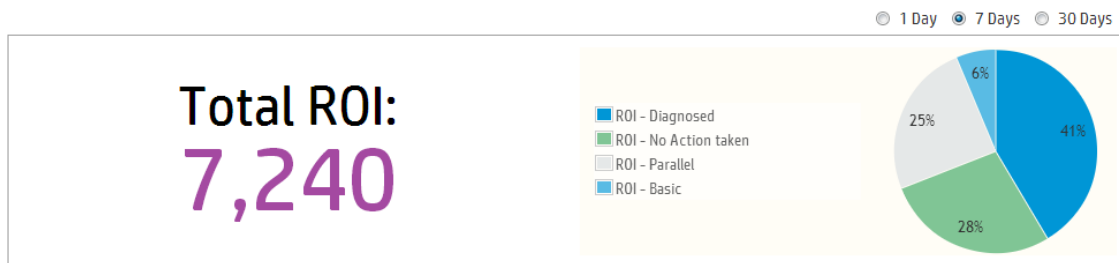 1 Day 7 Days 30 Days
Total ROI:
7,240
ROI - Diagnosed
ROI - No Action taken
ROI - Parallel
ROI - Basic
6%
25%
41%
28%